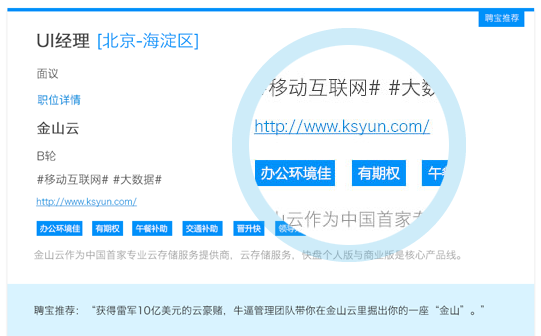 聘宝推荐
UI经理 [北京-海淀区]
面议
职位详情
金山云
B轮
#移动互联网# #大数据#
http://www.ksyun.com/
办公环境佳 有期权 午餐补助 交通补助 晋升快 领导
金山云作为中国首家专业云存储服务提供商，云存储服务，快盘个人版与商业版是核心产品线。
#移动互联网# #大数
http://www.ksyun.com/
办公环境佳 有期权 午餐
山云作为中国首家专
聘宝推荐：“获得雷军10亿美元的云豪赌，牛逼管理团队带你在金山云里掘出你的一座“金山”。”